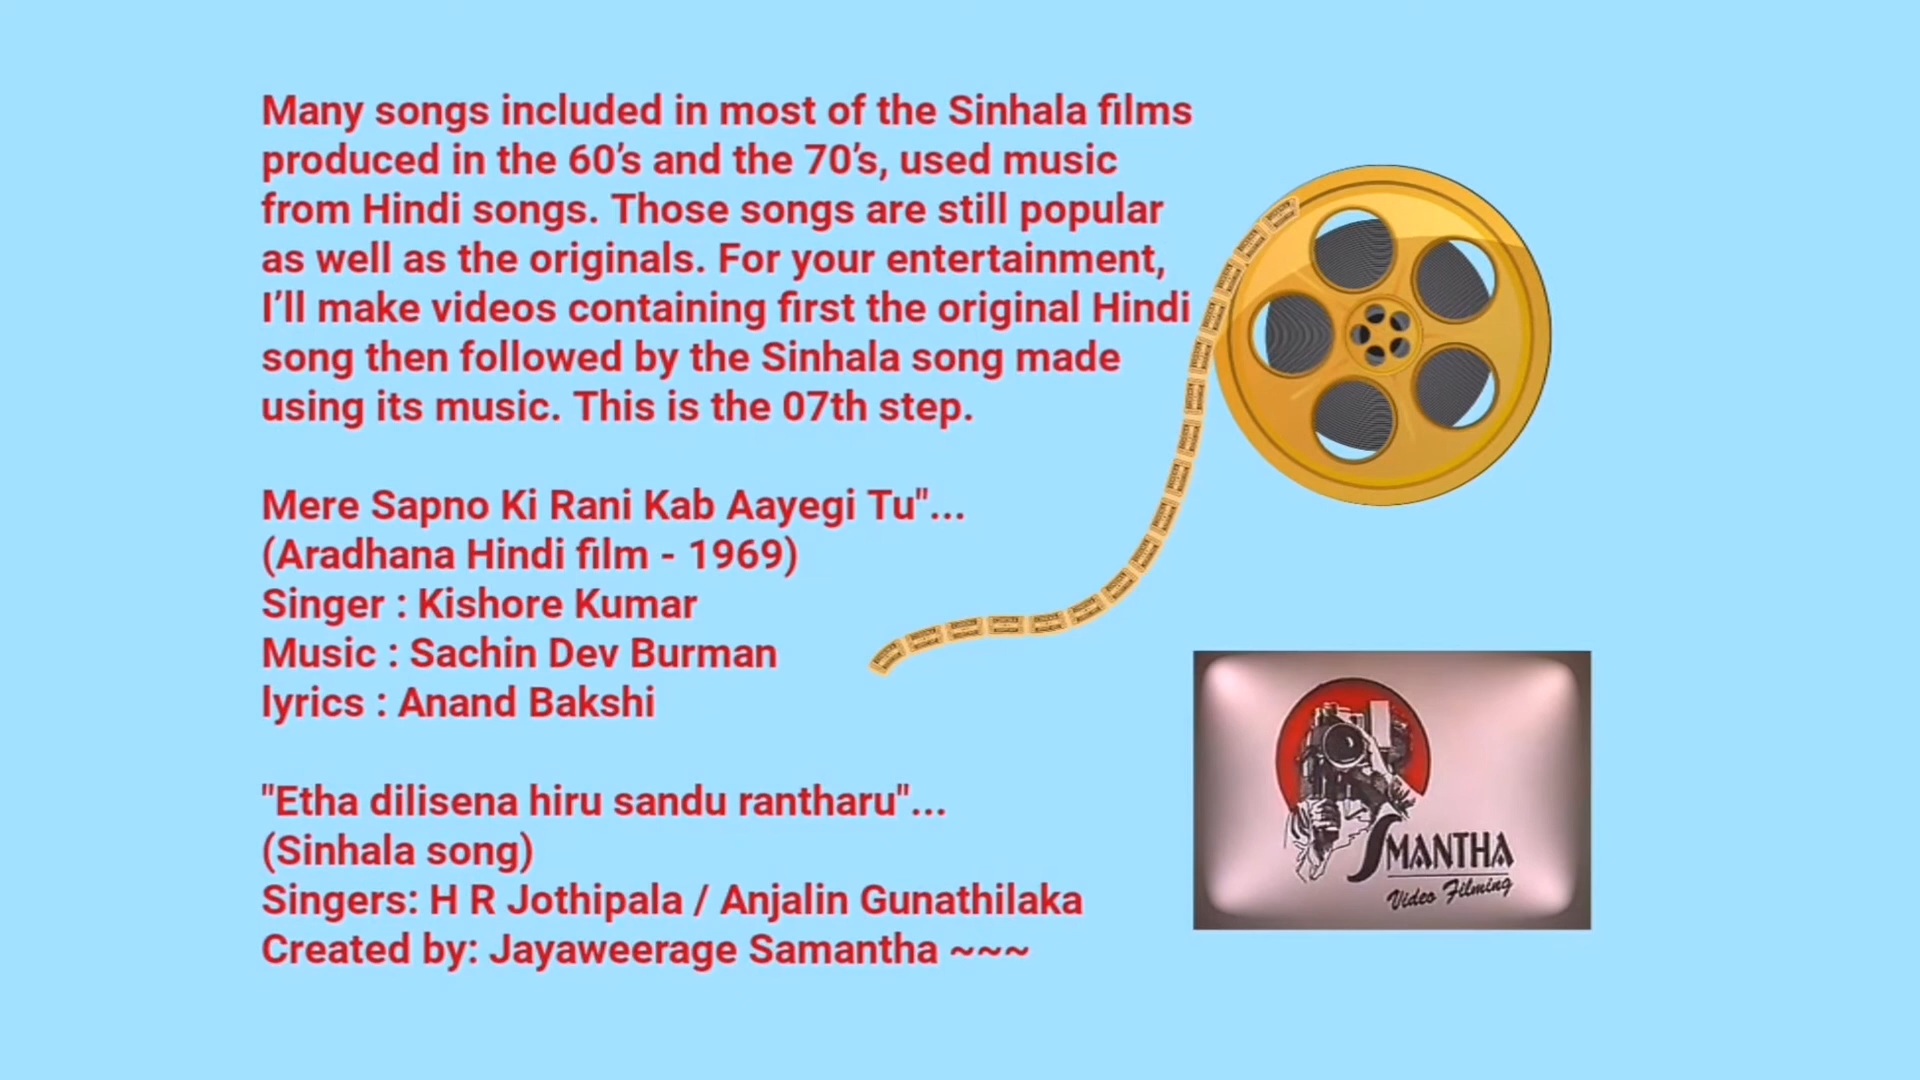 Many songs included in most of the Sinhala films
produced in the 60’s and the 70’s, used music
from Hindi songs. Those songs are still popular
as well as the originals. For your entertainment,
I’ll make videos containing first the original Hindi
song then followed by the Sinhala song made
using its music. This is the 07th step.
Mere Sapno Ki Rani Kab Aayegi Tu"...
(Aradhana Hindi film - 1969)
Singer : Kishore Kumar
Music : Sachin Dev Burman
lyrics : Anand Bakshi
"Etha dilisena hiru sandu rantharu"...
(Sinhala song)
Singers: H R Jothipala / Anjalin Gunathilaka
Created by: Jayaweerage Samantha ~~~
SMANTHA
Video Filming